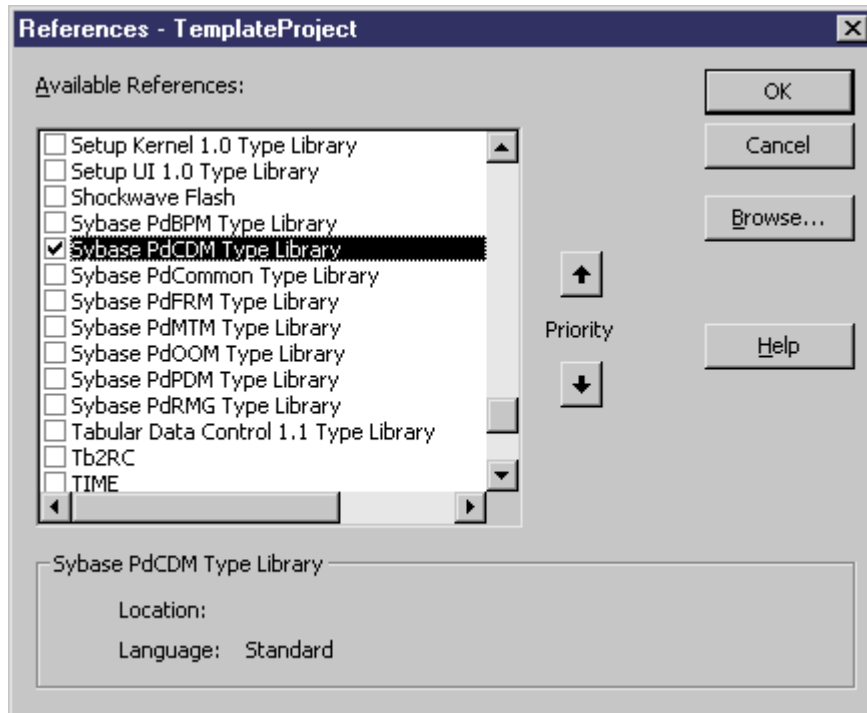 References - TemplateProject
Available References:
OK
Cancel
Browse...
Help
Setup Kernel 1.0 Type Library
Setup UI 1.0 Type Library
Shockwave Flash
Sybase PdBPM Type Library
Sybase PdCDM Type Library
Sybase PdCommon Type Library
Sybase PdFRM Type Library
Sybase PdMTM Type Library
Sybase PdOOM Type Library
Sybase PdPDM Type Library
Sybase PdRMG Type Library
Tabular Data Control 1.1 Type Library
Tb2RC
TIME
Priority
Sybase PdCDM Type Library
Location:
Language: Standard